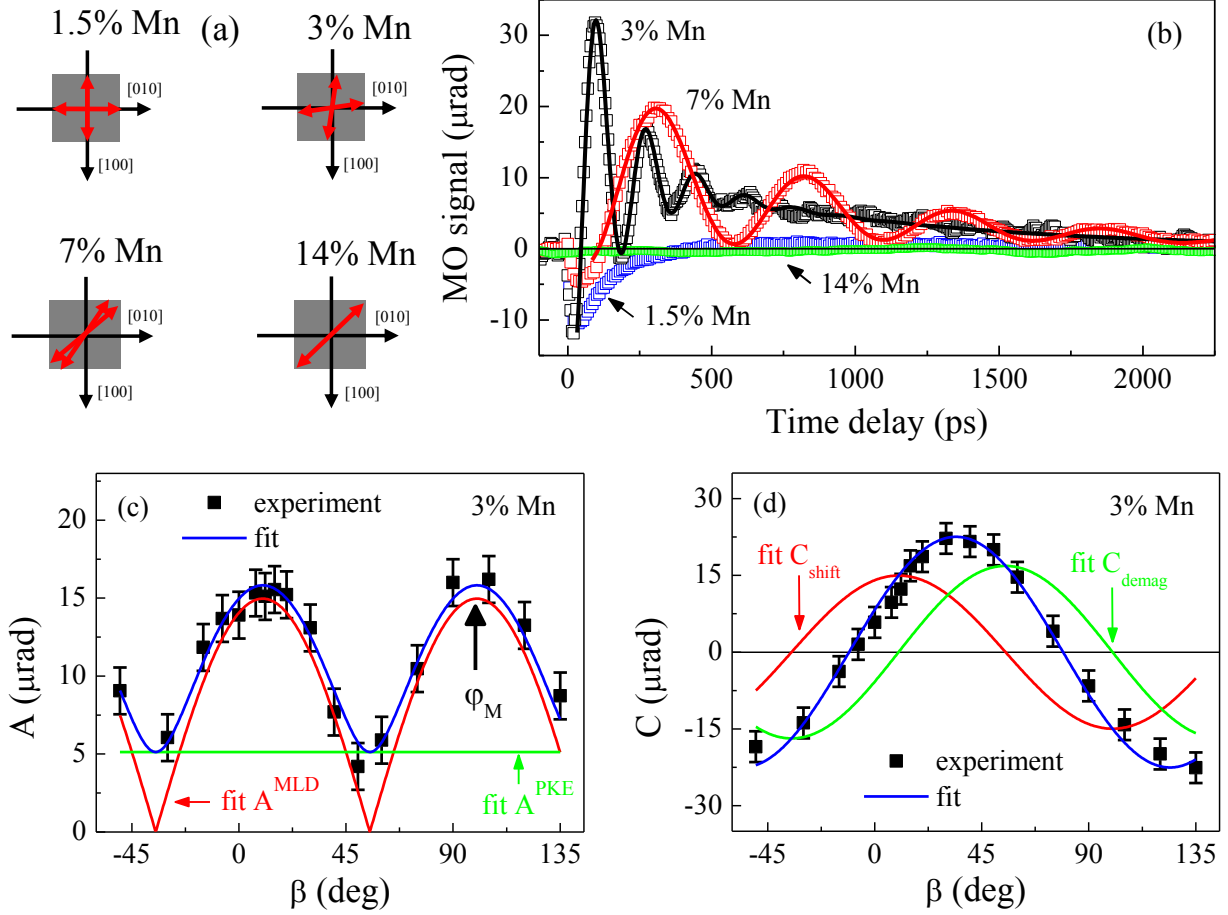 1.5% Mn
(a)
3% Mn
[010]
[100]
[010]
[100]
7% Mn
14% Mn
[010]
[100]
[010]
[100]
(b)
3% Mn
7% Mn
14% Mn
1.5% Mn
MO signal (μrad)
30
20
10
0
-10
0
500
1000
1500
2000
Time delay (ps)
(c)
experiment
fit
3% Mn
φM
fit A^MLD
fit A^PKE
A (μrad)
20
15
10
5
0
-45
0
45
90
135
β (deg)
(d)
3% Mn
fit Cshift
fit Cdemag
experiment
fit
C (μrad)
30
15
0
-15
-30
-45
0
45
90
135
β (deg)